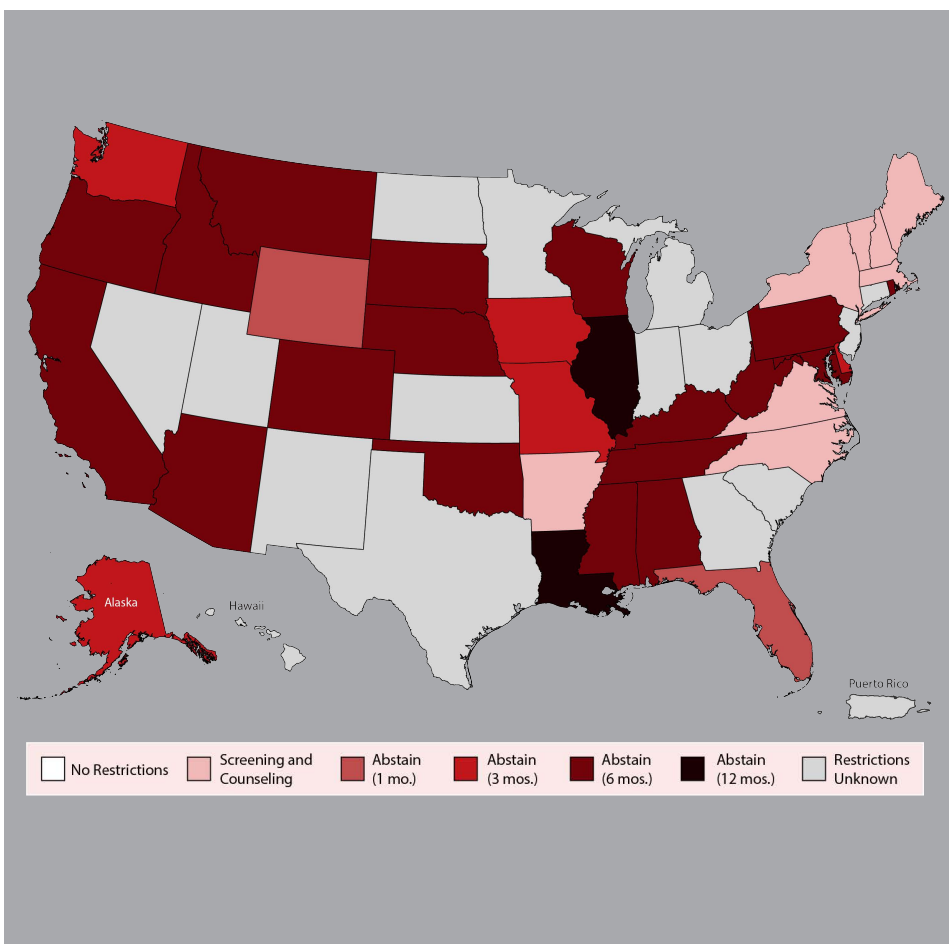 Alaska
Hawaii
Puerto Rico
No Restrictions
Screening and
Counseling
Abstain
(1 mo.)
Abstain
(3 mos.)
Abstain
(6 mos.)
Abstain
(12 mos.)
Restrictions
Unknown